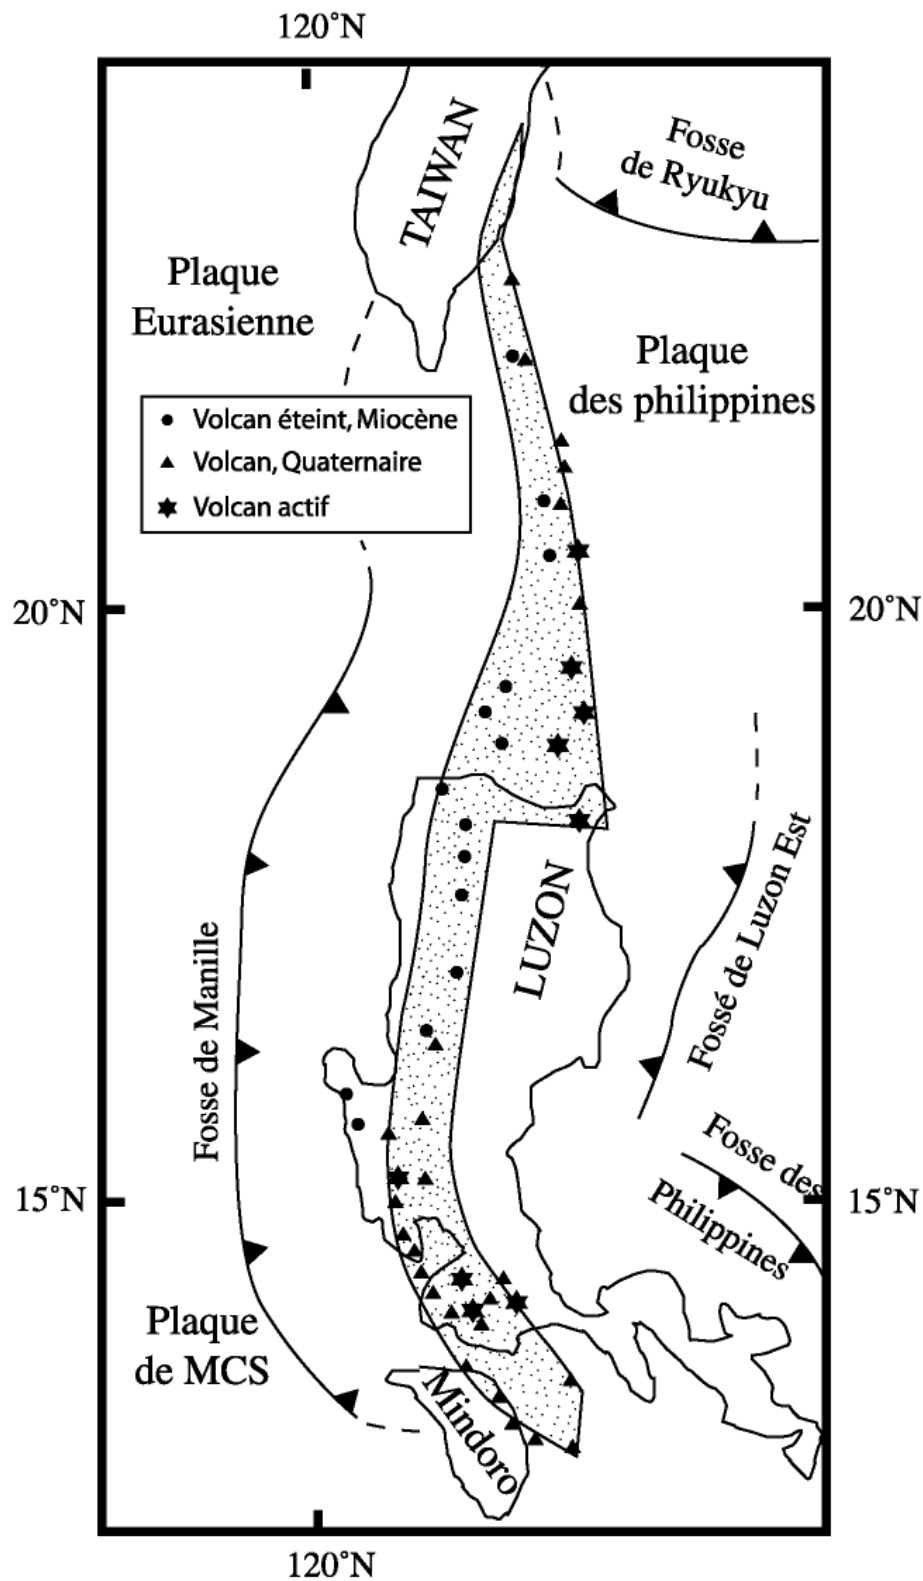 120°N
TAIWAN
Fosse
de Ryukyu
Plaque
Eurasienne
Plaque
des philippines
Volcan éteint, Miocène
Volcan, Quaternaire
Volcan actif
20°N
20°N
LUZON
Fosse de Manille
Fossé de Luzon Est
Fosse des
Philippines
15°N
15°N
Plaque
de MCS
Mindoro
120°N